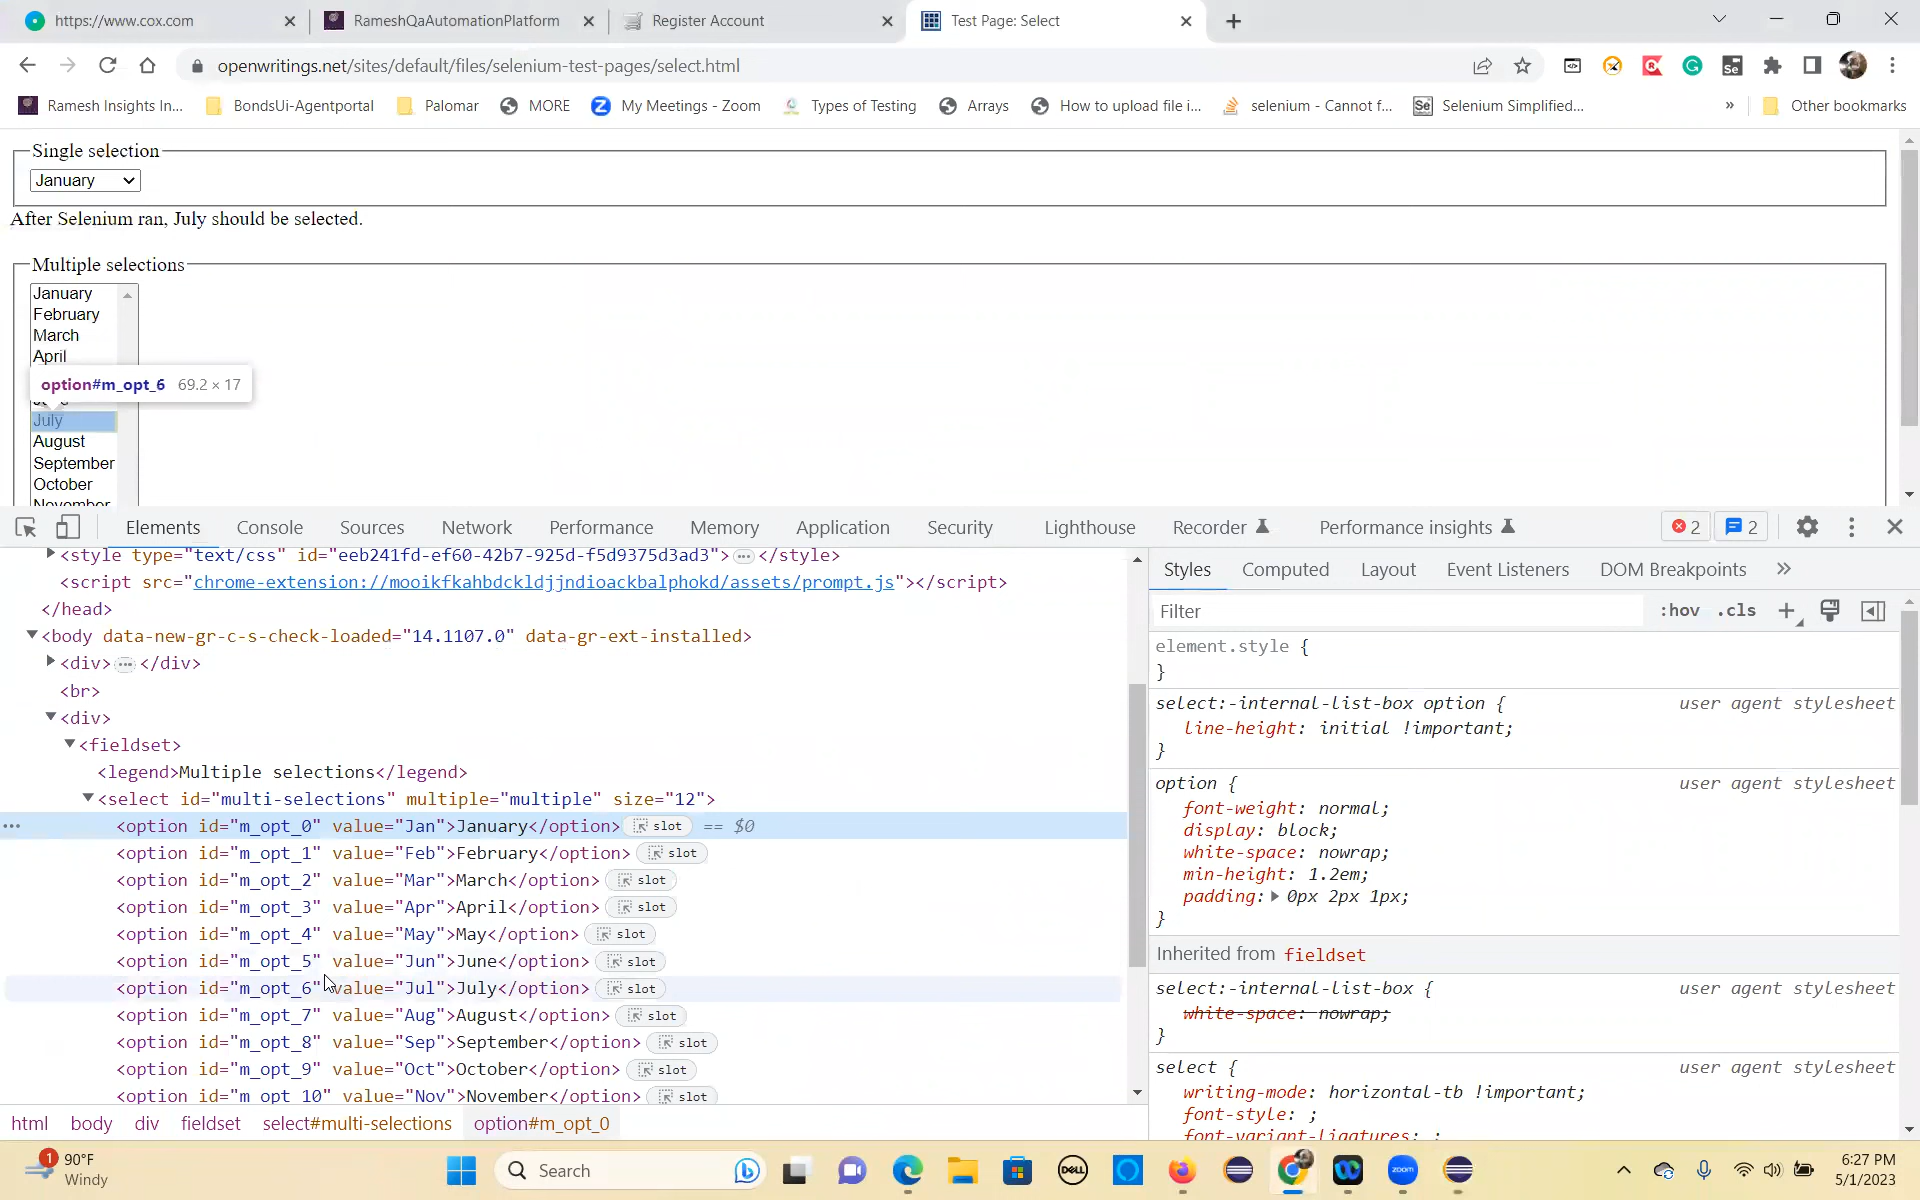 https://www.cox.com
RameshQaAutomationPlatform
Register Account
Test Page: Select
openwritings.net/sites/default/files/selenium-test-pages/select.html
Ramesh Insights In...
BondsUi-Agentportal
Palomar
MORE
My Meetings - Zoom
Types of Testing
Arrays
How to upload file i...
selenium - Cannot f...
Selenium Simplified...
»
Other bookmarks
Single selection
January
After Selenium ran, July should be selected.
Multiple selections
January
February
March
April
option#m_opt_6 69.2 × 17
July
August
September
October
November
Elements Console Sources Network Performance Memory Application Security Lighthouse Recorder Performance insights 2 2
<style type="text/css" id="eeb241fd-ef60-42b7-925d-f5d9375d3ad3">…</style>
<script src="chrome-extension://mooikfkahbdckldjjndioackbalphokd/assets/prompt.js"></script>
</head>
<body data-new-gr-c-s-check-loaded="14.1107.0" data-gr-ext-installed>
<div>…</div>
<br>
<div>
<fieldset>
<legend>Multiple selections</legend>
<select id="multi-selections" multiple="multiple" size="12">
<option id="m_opt_0" value="Jan">January</option> slot == $0
<option id="m_opt_1" value="Feb">February</option> slot
<option id="m_opt_2" value="Mar">March</option> slot
<option id="m_opt_3" value="Apr">April</option> slot
<option id="m_opt_4" value="May">May</option> slot
<option id="m_opt_5" value="Jun">June</option> slot
<option id="m_opt_6" value="Jul">July</option> slot
<option id="m_opt_7" value="Aug">August</option> slot
<option id="m_opt_8" value="Sep">September</option> slot
<option id="m_opt_9" value="Oct">October</option> slot
<option id="m_opt_10" value="Nov">November</option> slot
html body div fieldset select#multi-selections option#m_opt_0
Styles Computed Layout Event Listeners DOM Breakpoints »
Filter :hov .cls +
element.style {
}
select:-internal-list-box option { user agent stylesheet
line-height: initial !important;
}
option { user agent stylesheet
font-weight: normal;
display: block;
white-space: nowrap;
min-height: 1.2em;
padding: 0px 2px 1px;
}
Inherited from fieldset
select:-internal-list-box { user agent stylesheet
white-space: nowrap;
}
select { user agent stylesheet
writing-mode: horizontal-tb !important;
font-style: ;
font-variant-ligatures: ;
1
90°F
Windy
Search
DELL
zoom
6:27 PM
5/1/2023